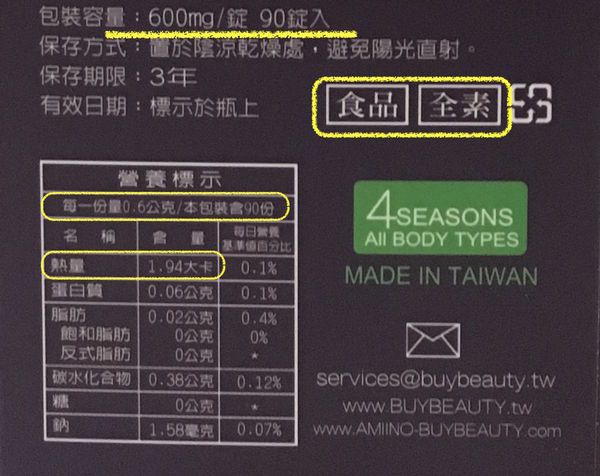 包裝容量：600mg/錠 90錠入
保存方式：置於陰涼乾燥處，避免陽光直射。
保存期限：3年
有效日期：標示於瓶上
食品 全素
營養標示
每一份量0.6公克/本包裝含90份
名稱 含量 每日營養基準值百分比
熱量 1.94大卡 0.1%
蛋白質 0.06公克 0.1%
脂肪 0.02公克 0.4%
飽和脂肪 0公克 0%
反式脂肪 0公克 *
碳水化合物 0.38公克 0.12%
糖 0公克 *
鈉 1.58毫克 0.07%
4SEASONS
All BODY TYPES
MADE IN TAIWAN
services@buybeauty.tw
www.BUYBEAUTY.tw
www.AMIINO-BUYBEAUTY.com